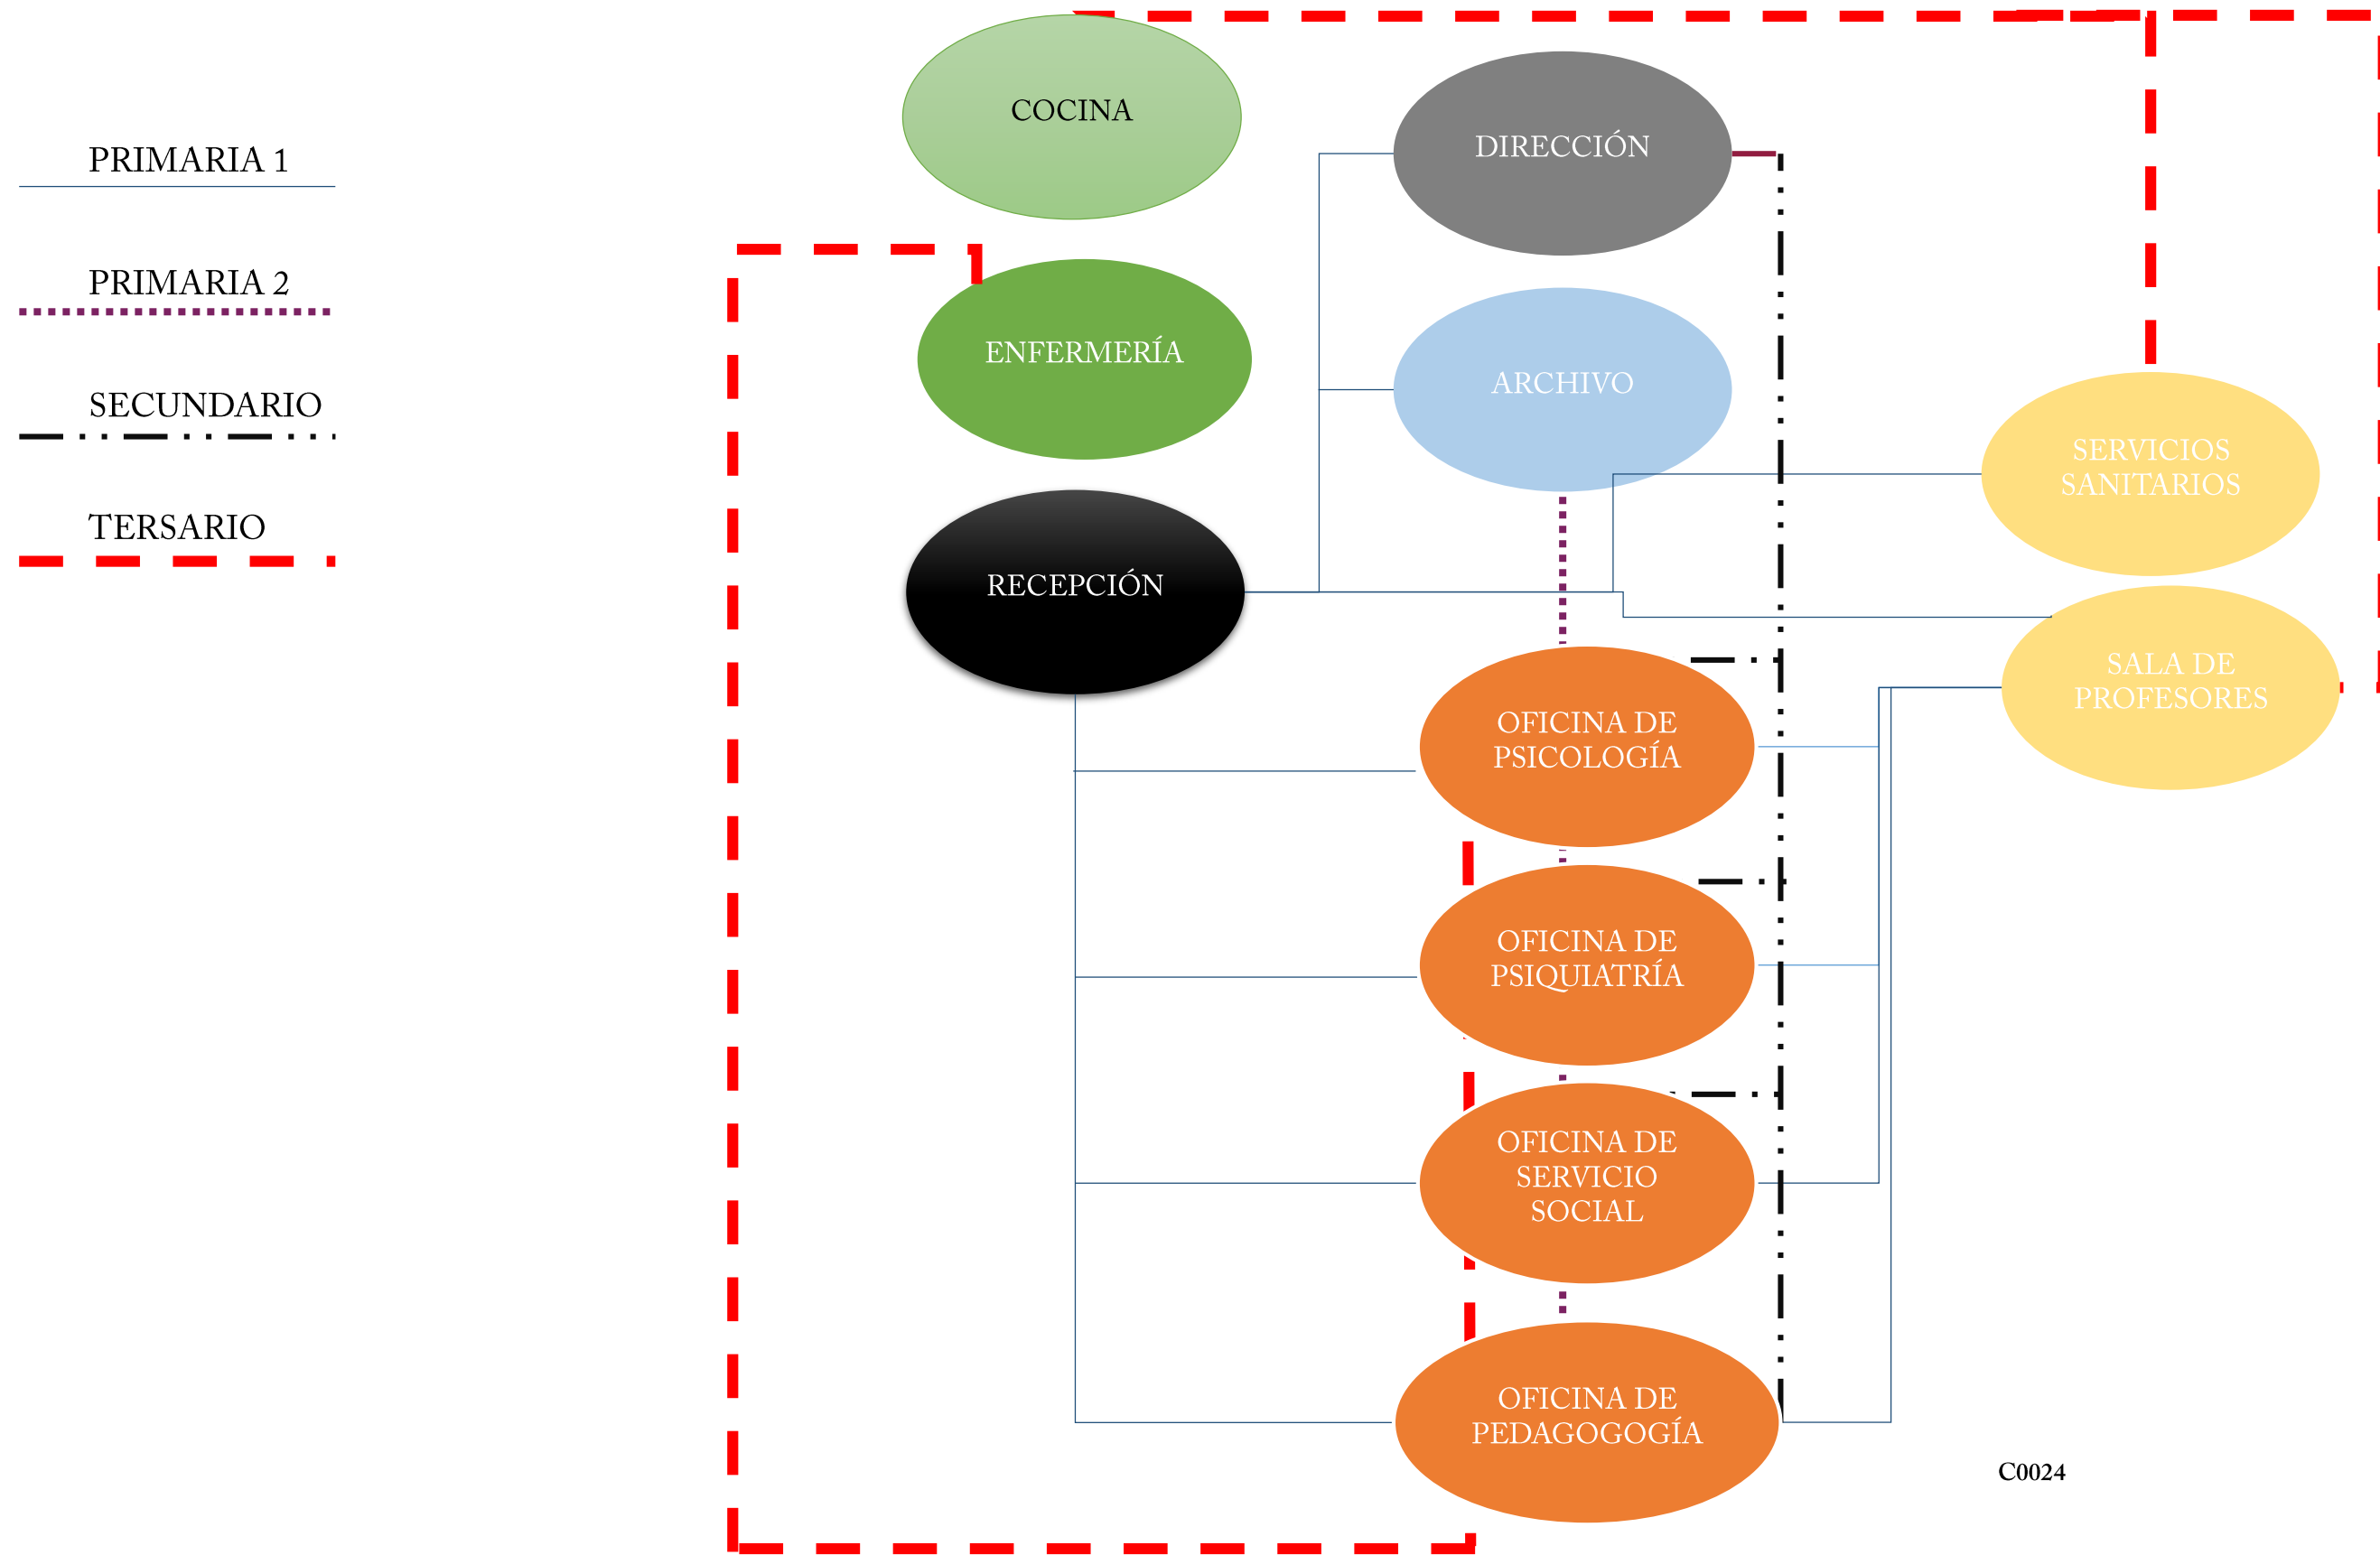 PRIMARIA 1
PRIMARIA 2
SECUNDARIO
TERSARIO
COCINA
ENFERMERÍA
RECEPCIÓN
DIRECCIÓN
ARCHIVO
OFICINA DE
PSICOLOGÍA
OFICINA DE
PSIQUIATRÍA
OFICINA DE
SERVICIO
SOCIAL
OFICINA DE
PEDAGOGOGÍA
SERVICIOS
SANITARIOS
SALA DE
PROFESORES
C0024